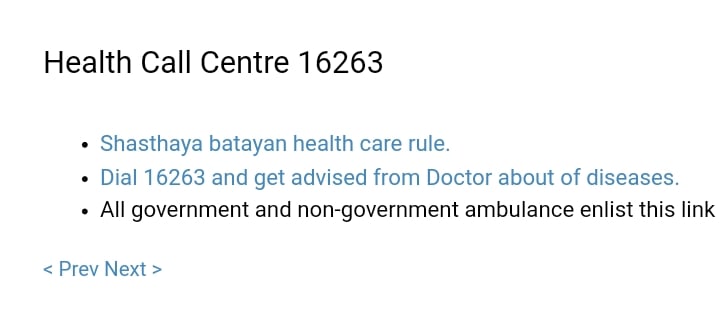 Health Call Centre 16263
• Shasthaya batayan health care rule.
• Dial 16263 and get advised from Doctor about of diseases.
• All government and non-government ambulance enlist this link
< Prev Next >